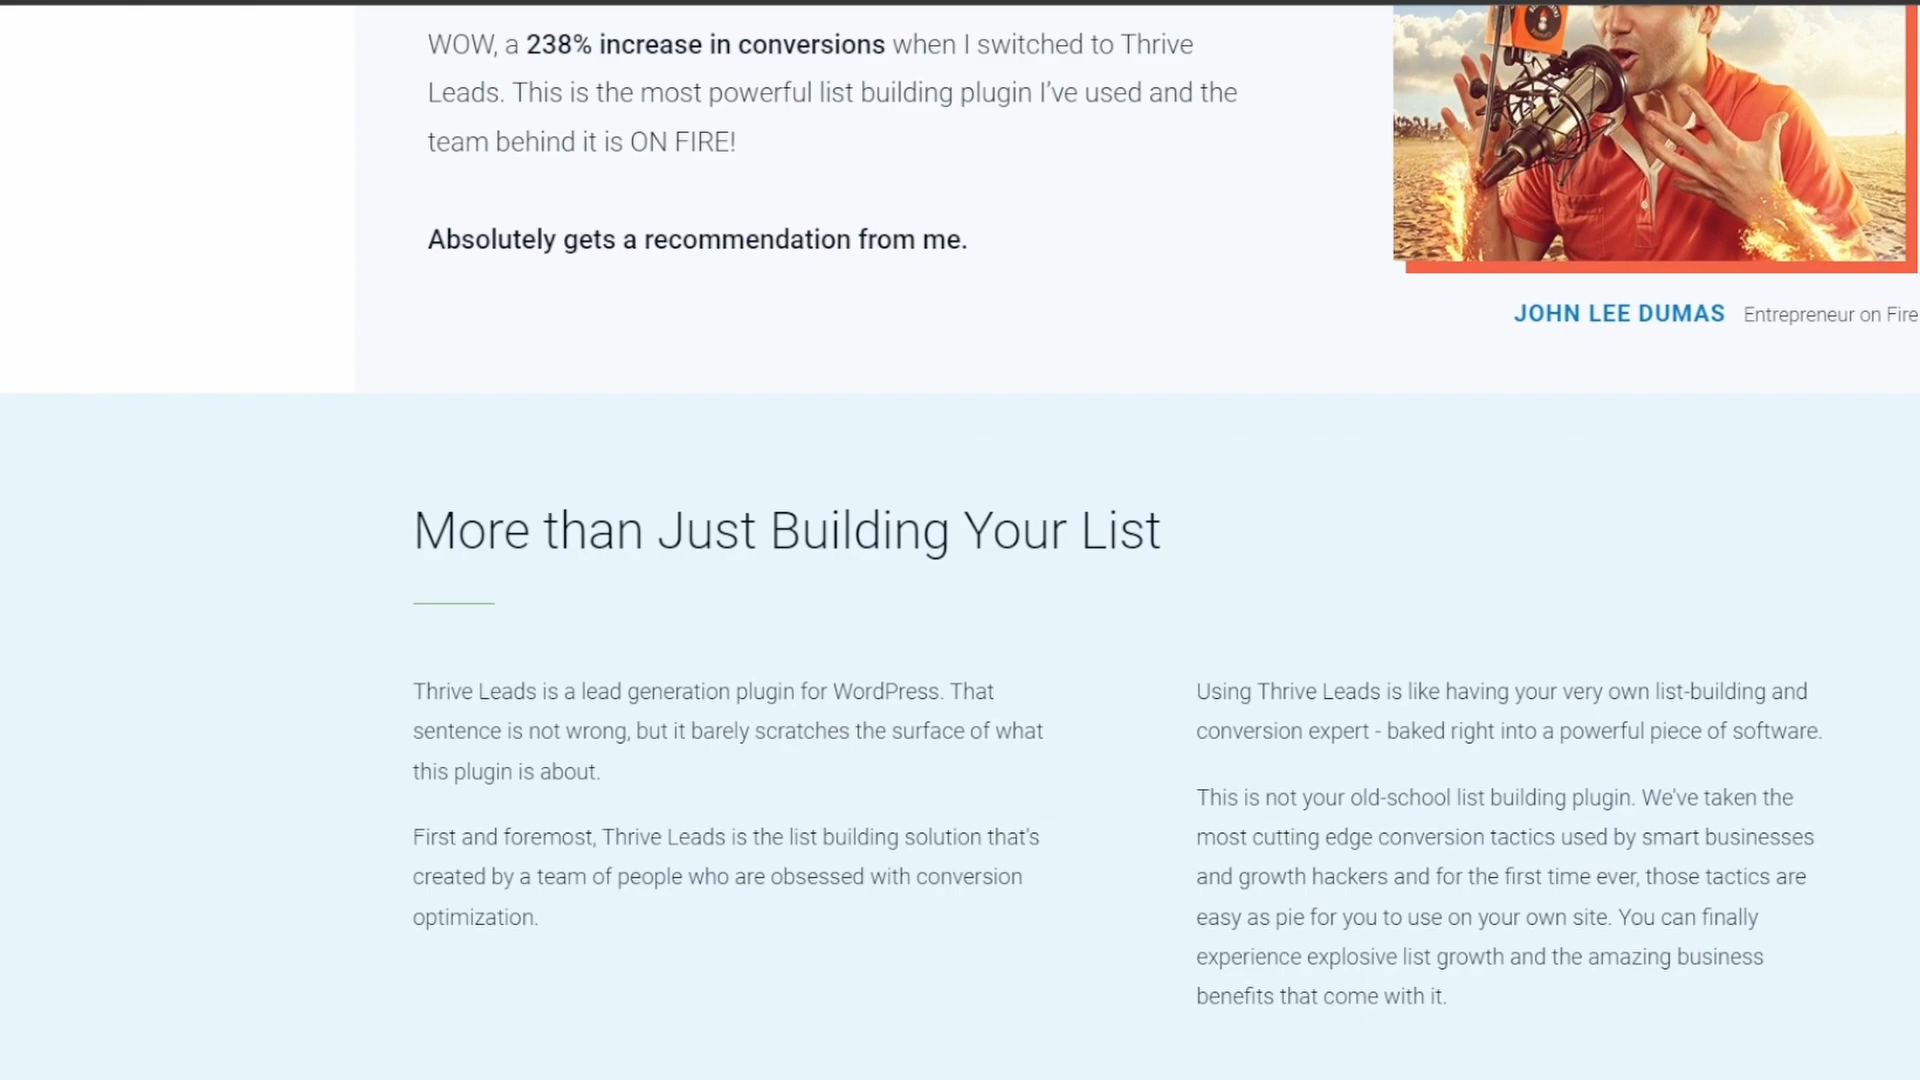 WOW, a 238% increase in conversions when I switched to Thrive
Leads. This is the most powerful list building plugin I've used and the
team behind it is ON FIRE!
Absolutely gets a recommendation from me.
JOHN LEE DUMAS Entrepreneur on Fire
More than Just Building Your List
Thrive Leads is a lead generation plugin for WordPress. That
sentence is not wrong, but it barely scratches the surface of what
this plugin is about.
First and foremost, Thrive Leads is the list building solution that's
created by a team of people who are obsessed with conversion
optimization.
Using Thrive Leads is like having your very own list-building and
conversion expert - baked right into a powerful piece of software.
This is not your old-school list building plugin. We've taken the
most cutting edge conversion tactics used by smart businesses
and growth hackers and for the first time ever, those tactics are
easy as pie for you to use on your own site. You can finally
experience explosive list growth and the amazing business
benefits that come with it.